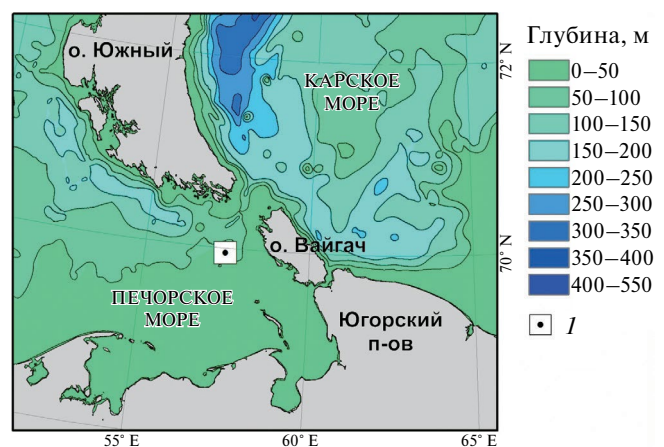 о. Южный
КАРСКОЕ
МОРЕ
о. Вайгач
ПЕЧОРСКОЕ
МОРЕ
Югорский
п-ов
72° N
70° N
55° E
60° E
65° E
Глубина, м
0–50
50–100
100–150
150–200
200–250
250–300
300–350
350–400
400–550
1